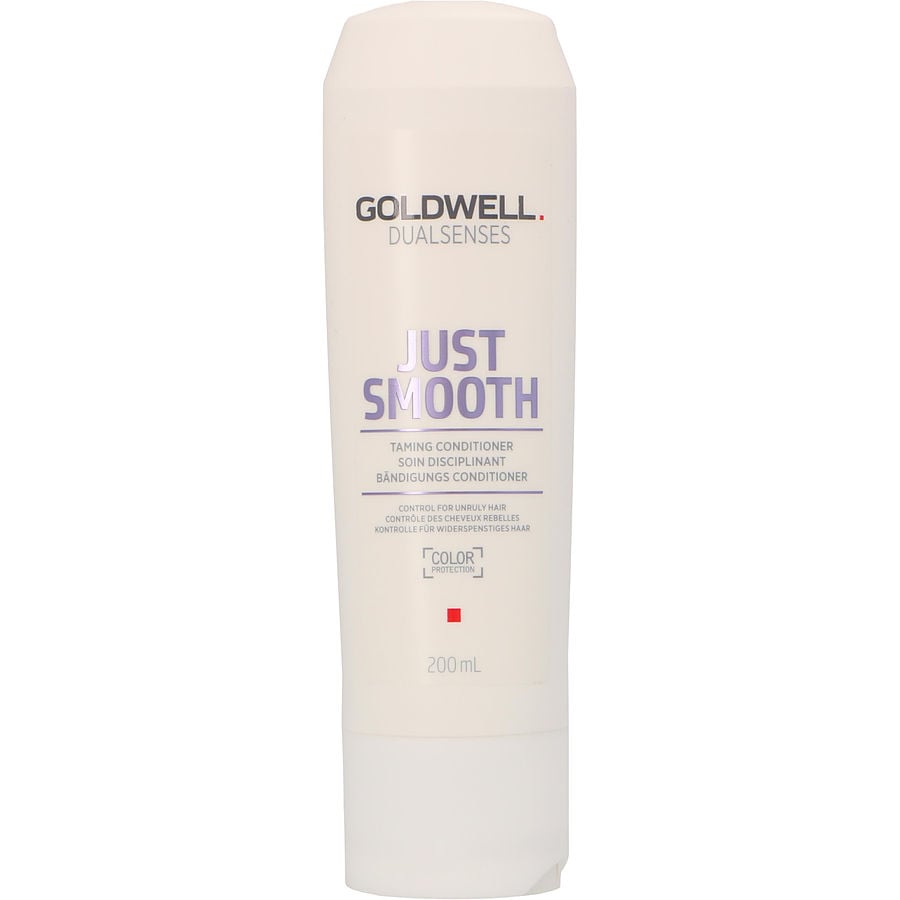 GOLDWELL.
DUALSENSES
JUST
SMOOTH
TAMING CONDITIONER
SOIN DISCIPLINANT
BÄNDIGUNGS CONDITIONER
CONTROL FOR UNRULY HAIR
CONTRÔLE DES CHEVEUX REBELLES
KONTROLLE FÜR WIDERSPENSTIGES HAAR
COLOR
PROTECTION
200 mL